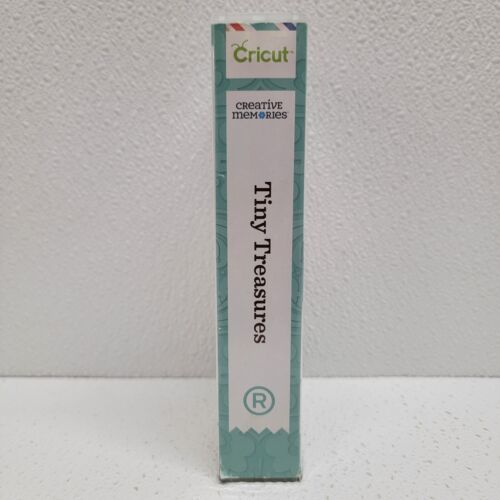 Cricut
CREATIVE
MEMORIES
Tiny Treasures
R